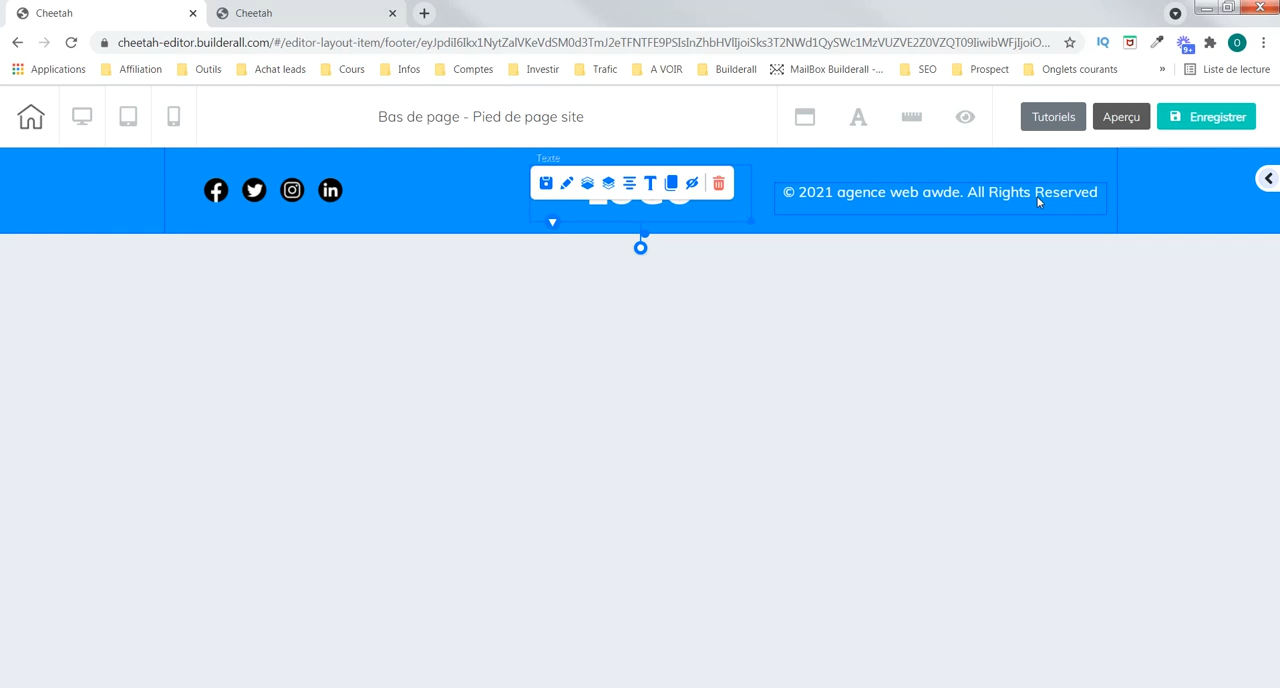 Cheetah
Cheetah
cheetah-editor.builderall.com/#/editor-layout-item/footer/eyJpdiI6Ikx1NytZalVKeVdSM0d3TmJ2eTFNTFE9PSIsInZhbHVlIjoiSks3T2NWd1QySWc1MzVUZVE2Z0VZQT09IiwibWFjIjoiO...
IQ
9+
O
Applications
Affiliation
Outils
Achat leads
Cours
Infos
Comptes
Investir
Trafic
A VOIR
Builderall
MailBox Builderall -...
SEO
Prospect
Onglets courants
»
Liste de lecture
Bas de page - Pied de page site
Tutoriels
Aperçu
Enregistrer
Texte
© 2021 agence web awde. All Rights Reserved